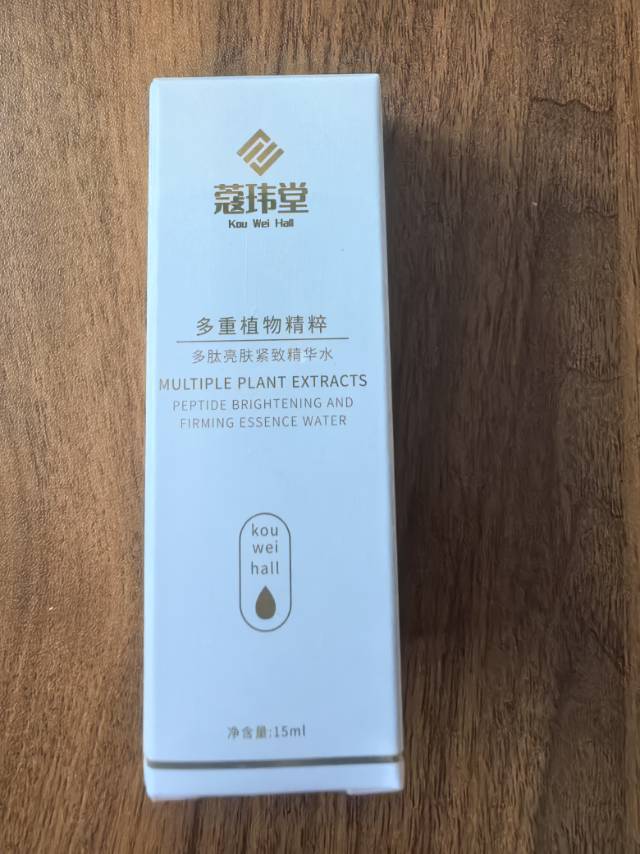 蔻玮堂
Kou Wei Hall
多重植物精粹
多肽亮肤紧致精华水
MULTIPLE PLANT EXTRACTS
PEPTIDE BRIGHTENING AND
FIRMING ESSENCE WATER
kou
wei
hall
净含量:15ml